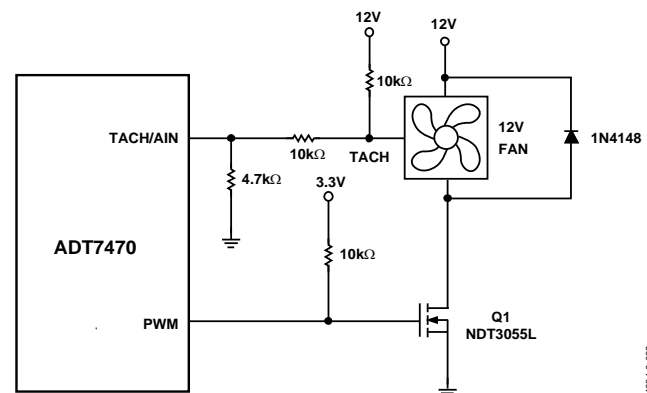 12V
12V
10kΩ
TACH/AIN
10kΩ
TACH
12V
FAN
1N4148
4.7kΩ
3.3V
ADT7470
10kΩ
PWM
Q1
NDT3055L